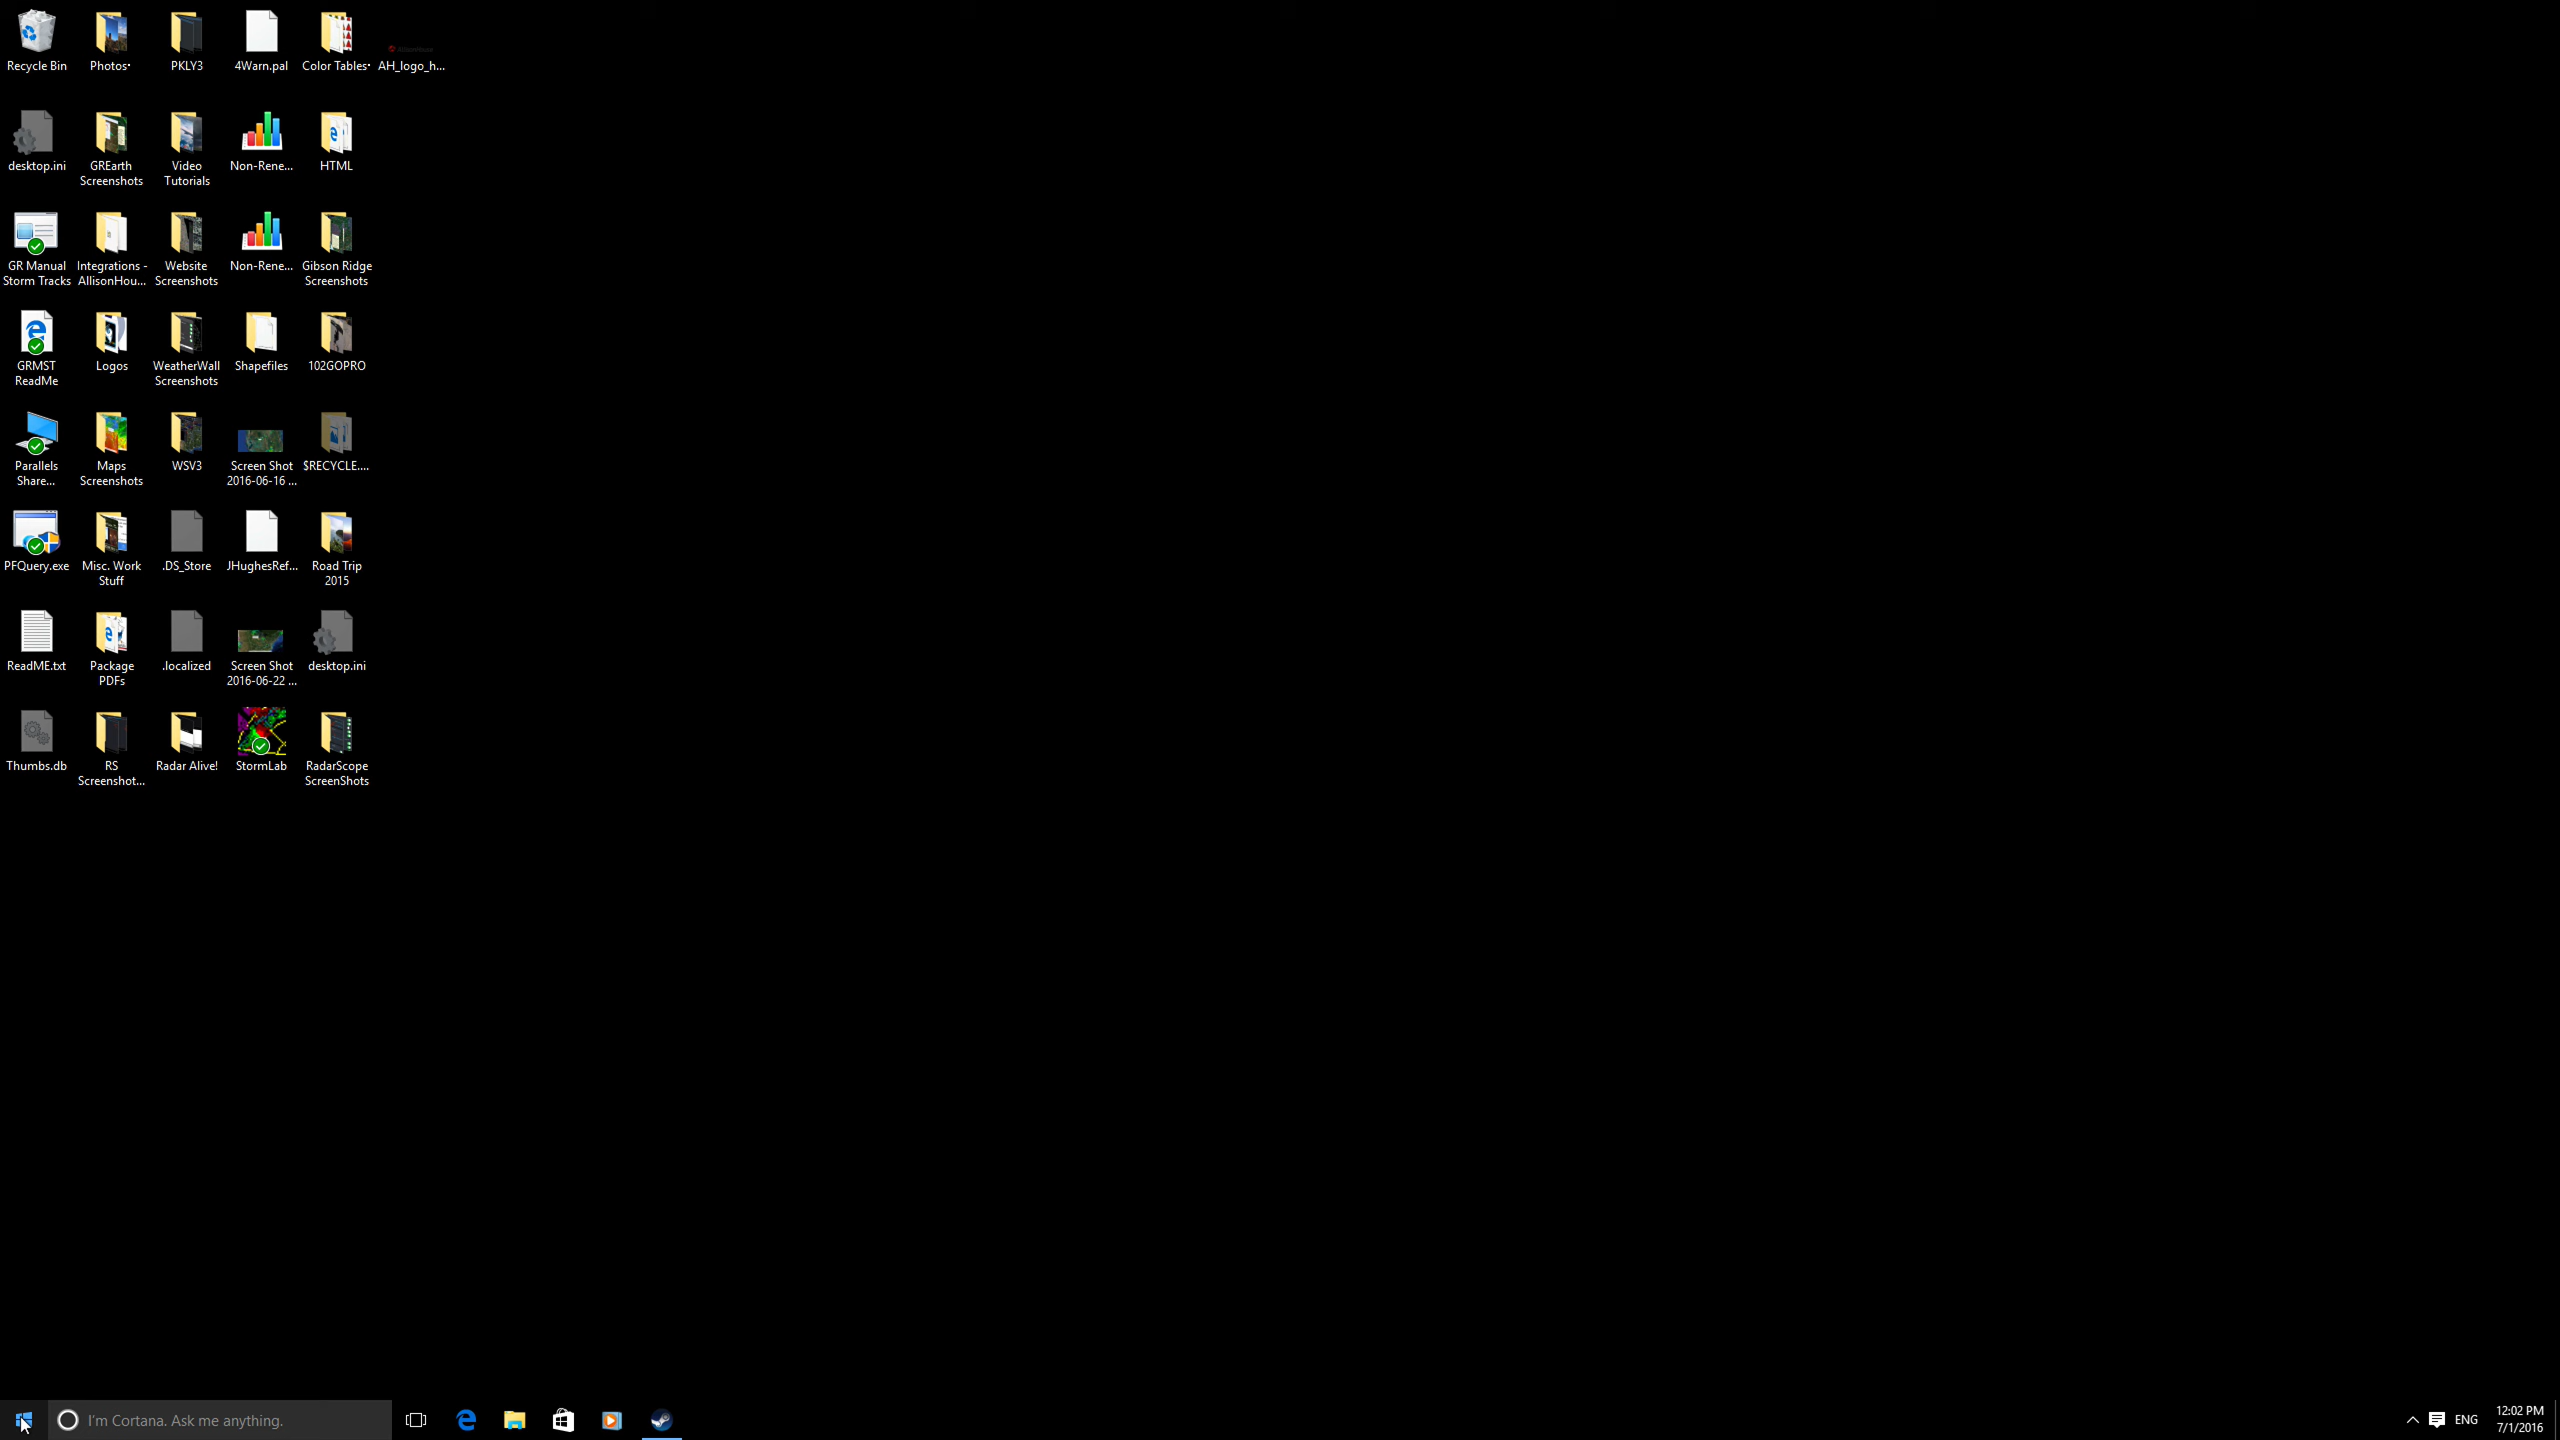 Recycle Bin
Photos
PKLY3
4Warn.pal
Color Tables
AH_logo_h...
desktop.ini
GREarth
Screenshots
Video
Tutorials
Non-Rene...
HTML
GR Manual
Storm Tracks
Integrations -
AllisonHou...
Website
Screenshots
Non-Rene...
Gibson Ridge
Screenshots
GRMST
ReadMe
Logos
WeatherWall
Screenshots
Shapefiles
102GOPRO
Parallels
Share...
Maps
Screenshots
WSV3
Screen Shot
2016-06-16 ...
$RECYCLE....
PFQuery.exe
Misc. Work
Stuff
.DS_Store
JHughesRef...
Road Trip
2015
ReadME.txt
Package
PDFs
.localized
Screen Shot
2016-06-22 ...
desktop.ini
Thumbs.db
RS
Screenshot...
Radar Alive!
StormLab
RadarScope
ScreenShots
I'm Cortana. Ask me anything.
ENG
12:02 PM
7/1/2016